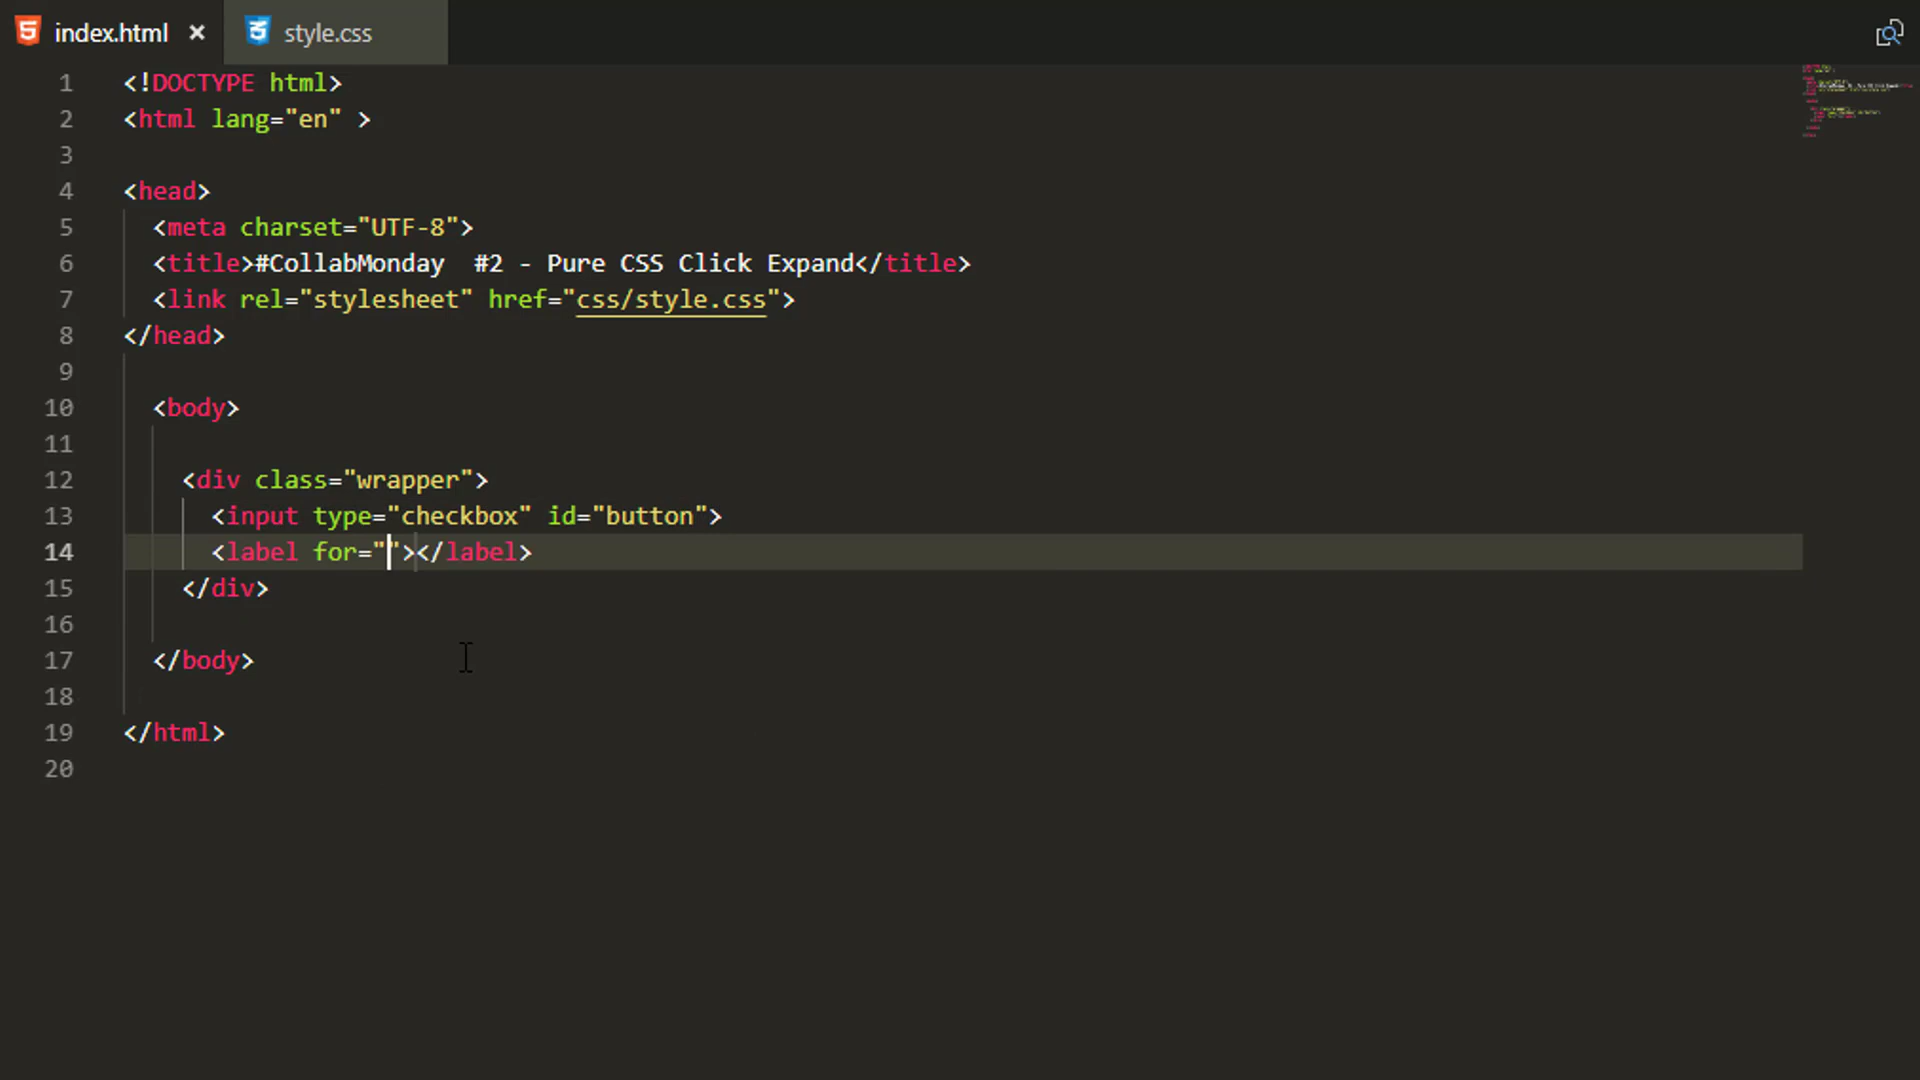 index.html × style.css
1 <!DOCTYPE html>
2 <html lang="en" >
3
4 <head>
5 <meta charset="UTF-8">
6 <title>#CollabMonday  #2 - Pure CSS Click Expand</title>
7 <link rel="stylesheet" href="css/style.css">
8 </head>
9
10 <body>
11
12 <div class="wrapper">
13 <input type="checkbox" id="button">
14 <label for=""></label>
15 </div>
16
17 </body>
18
19 </html>
20